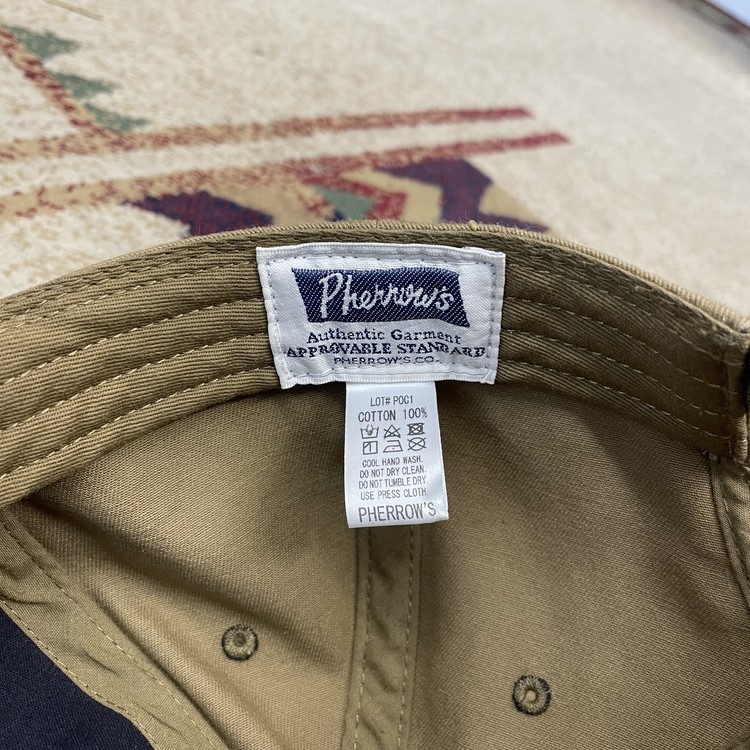 Pherrow's
Authentic Garment
APPROVABLE STANDARD
PHERROW'S CO.
LOT# POC1
COTTON 100%
COOL HAND WASH.
DO NOT DRY CLEAN.
DO NOT TUMBLE DRY
USE PRESS CLOTH.
PHERROW'S